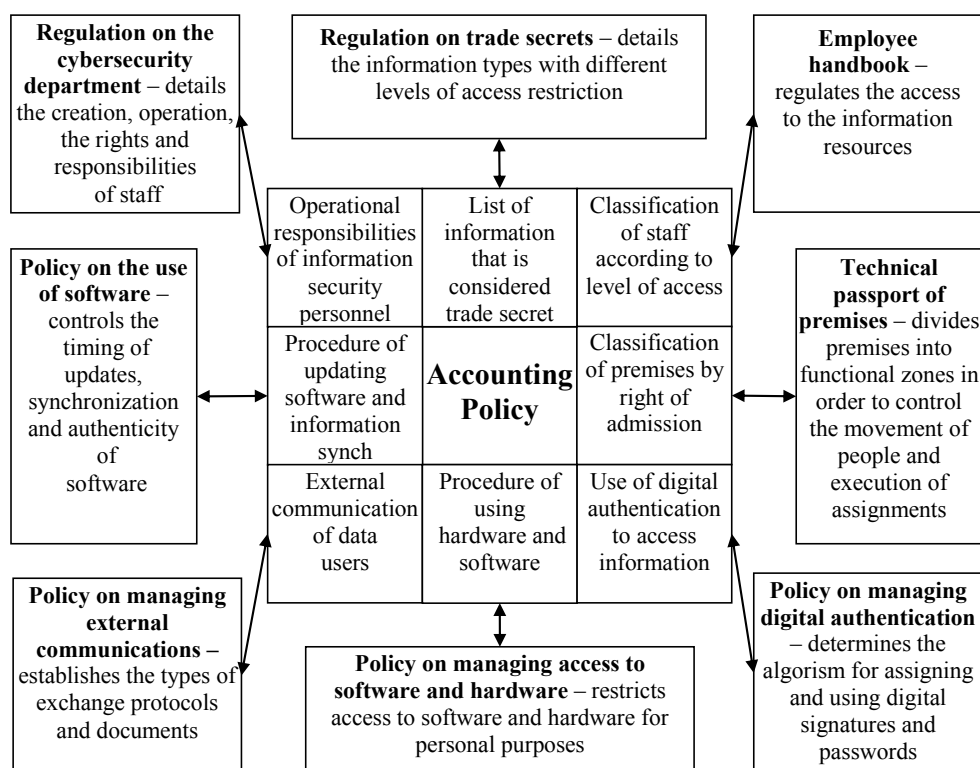 Regulation on the
cybersecurity
department – details
the creation, operation,
the rights and
responsibilities
of staff
Regulation on trade secrets – details
the information types with different
levels of access restriction
Employee
handbook –
regulates the access
to the information
resources
Operational
responsibilities
of information
security
personnel
List of
information
that is
considered
trade secret
Classification
of staff
according to
level of access
Policy on the use
of software –
controls the
timing of
updates,
synchronization
and authenticity
of
software
Procedure of
updating
software and
information
synch
Accounting
Policy
Classification
of premises by
right of
admission
Technical
passport of
premises – divides
premises into
functional zones in
order to control
the movement of
people and
execution of
assignments
External
communication
of data
users
Procedure of
using
hardware and
software
Use of digital
authentication
to access
information
Policy on managing
external
communications –
establishes the types of
exchange protocols
and documents
Policy on managing access to
software and hardware – restricts
access to software and hardware for
personal purposes
Policy on managing
digital authentication
– determines the
algorism for assigning
and using digital
signatures and
passwords